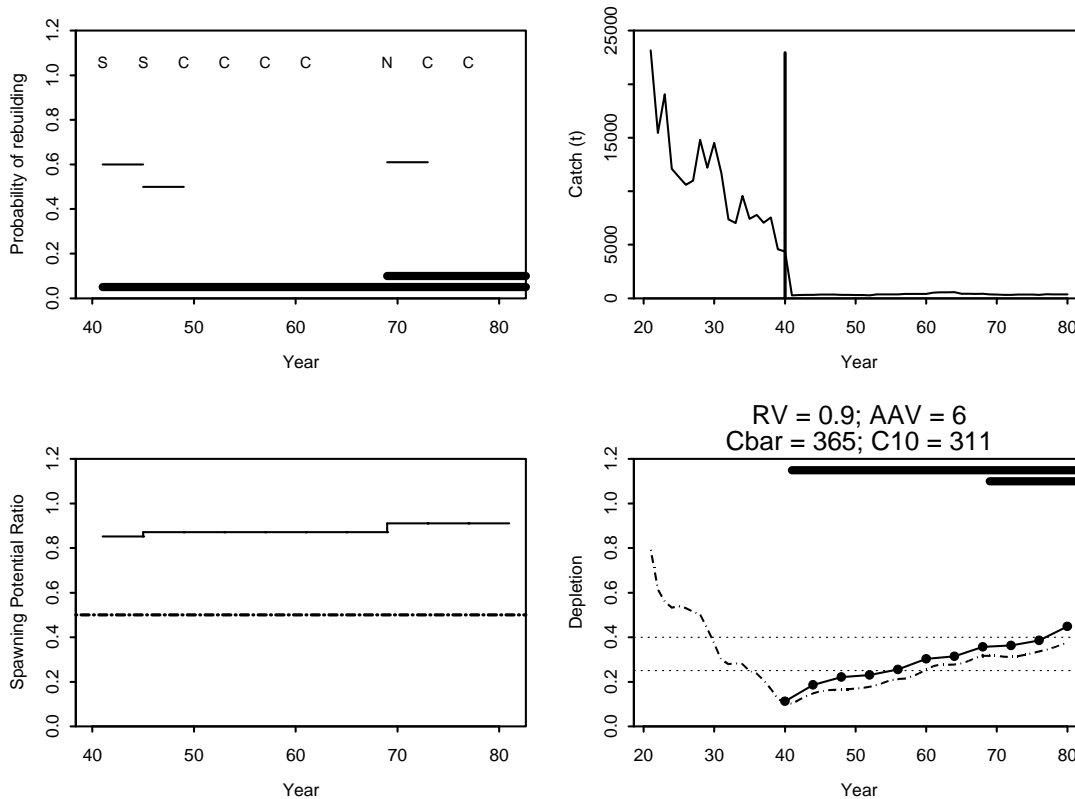 0.0 0.2 0.4 0.6 0.8 1.0 1.2
Probability of rebuilding
S S C C C C N C C
40 50 60 70 80
Year
0 5000 15000 25000
Catch (t)
20 30 40 50 60 70 80
Year
0.0 0.2 0.4 0.6 0.8 1.0 1.2
Spawning Potential Ratio
40 50 60 70 80
Year
RV = 0.9; AAV = 6
Cbar = 365; C10 = 311
0.0 0.2 0.4 0.6 0.8 1.0 1.2
Depletion
20 30 40 50 60 70 80
Year